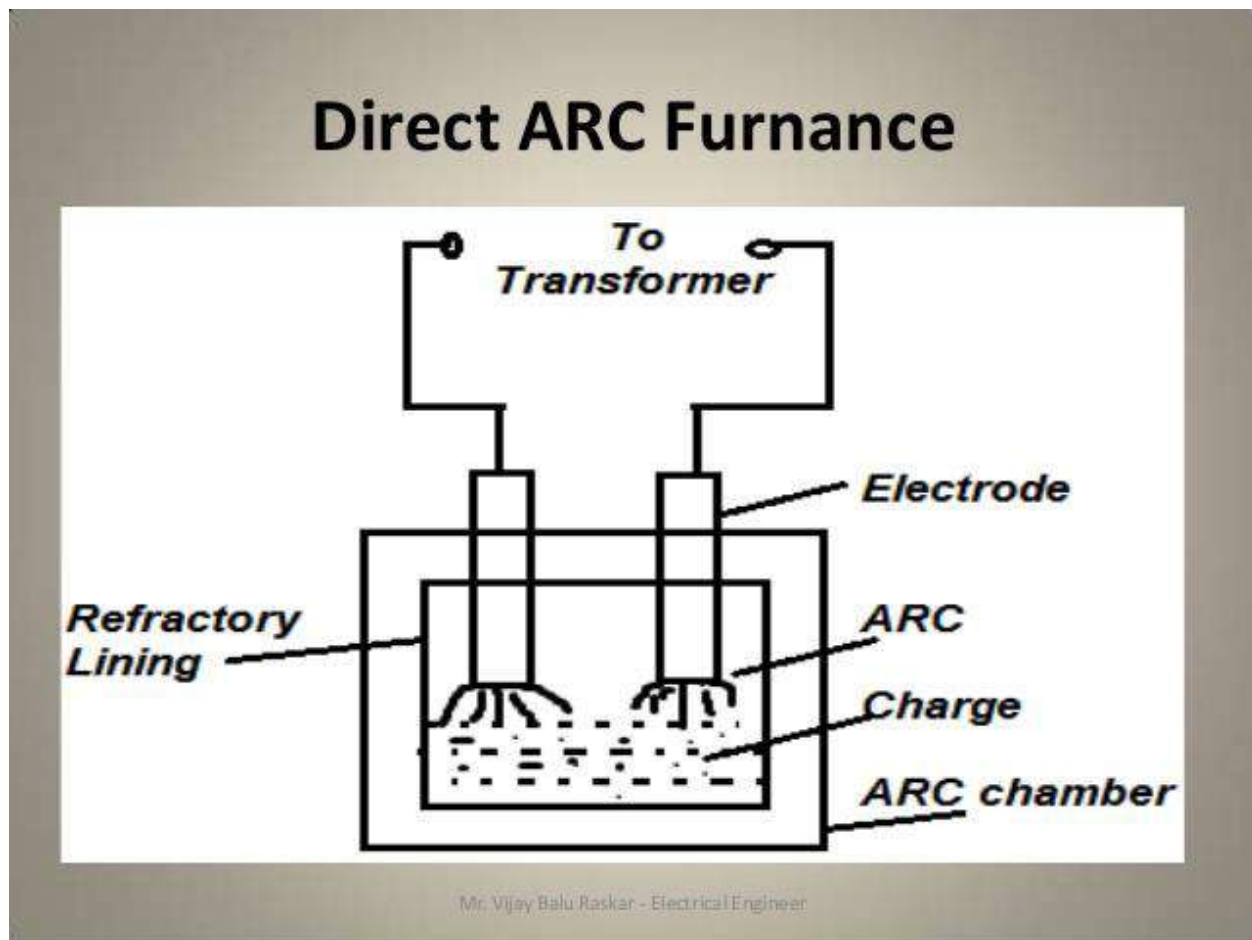 Direct ARC Furnance
To
Transformer
Electrode
Refractory
Lining
ARC
Charge
ARC chamber
Mr. Vijay Balu Raskar - Electrical Engineer